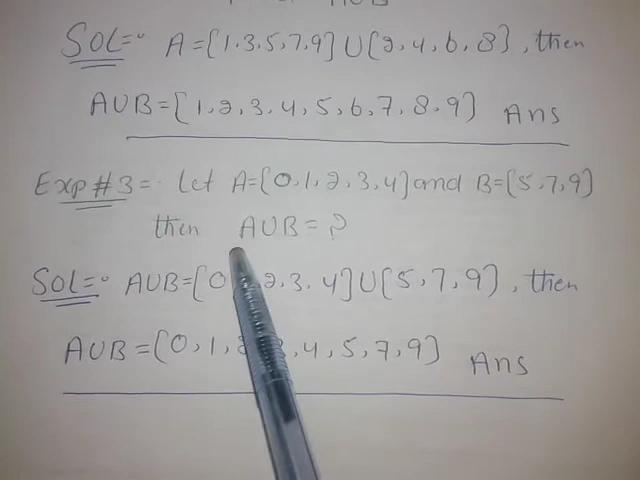 AUB
SOL=° A=[1.3.5,7,9]U[2,4,6,8], then
AUB=[1,2,3,4,5,6,7,8.9] Ans
Exp#3=· Let A=[0,1,2,3,4] and B=[5,7,9]
then AUB=?
SOL=° AUB=[0 2.3.4]U[5,7,9], then
AUB=[0,1, ,4,5,7,9] Ans